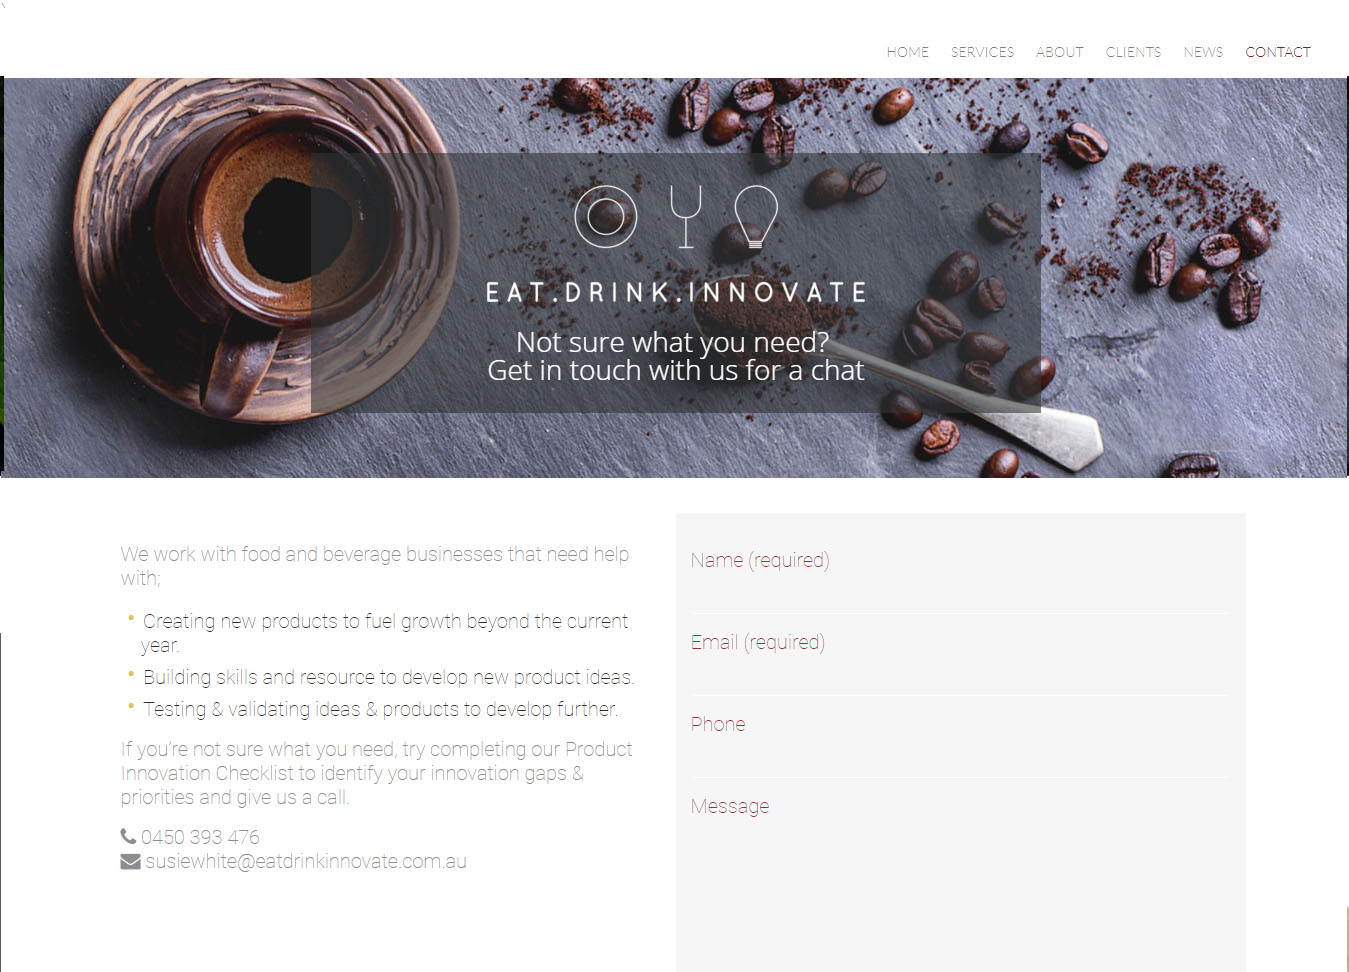 HOME SERVICES ABOUT CLIENTS NEWS CONTACT
EAT.DRINK.INNOVATE
Not sure what you need?
Get in touch with us for a chat
We work with food and beverage businesses that need help
with;
• Creating new products to fuel growth beyond the current
year.
• Building skills and resource to develop new product ideas.
• Testing & validating ideas & products to develop further.
If you’re not sure what you need, try completing our Product
Innovation Checklist to identify your innovation gaps &
priorities and give us a call.
0450 393 476
susiewhite@eatdrinkinnovate.com.au
Name (required)
Email (required)
Phone
Message